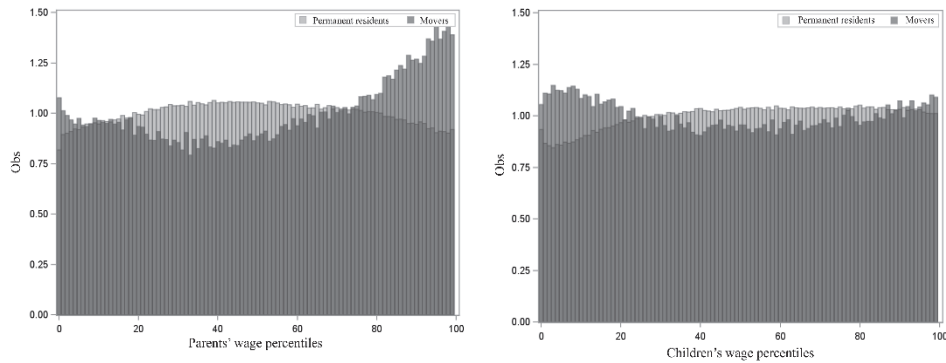 Permanent residents Movers
1.50
1.25
1.00
0.75
0.50
0.25
0.00
Obs
0 20 40 60 80 100
Parents' wage percentiles
Permanent residents Movers
1.50
1.25
1.00
0.75
0.50
0.25
0.00
Obs
0 20 40 60 80 100
Children's wage percentiles